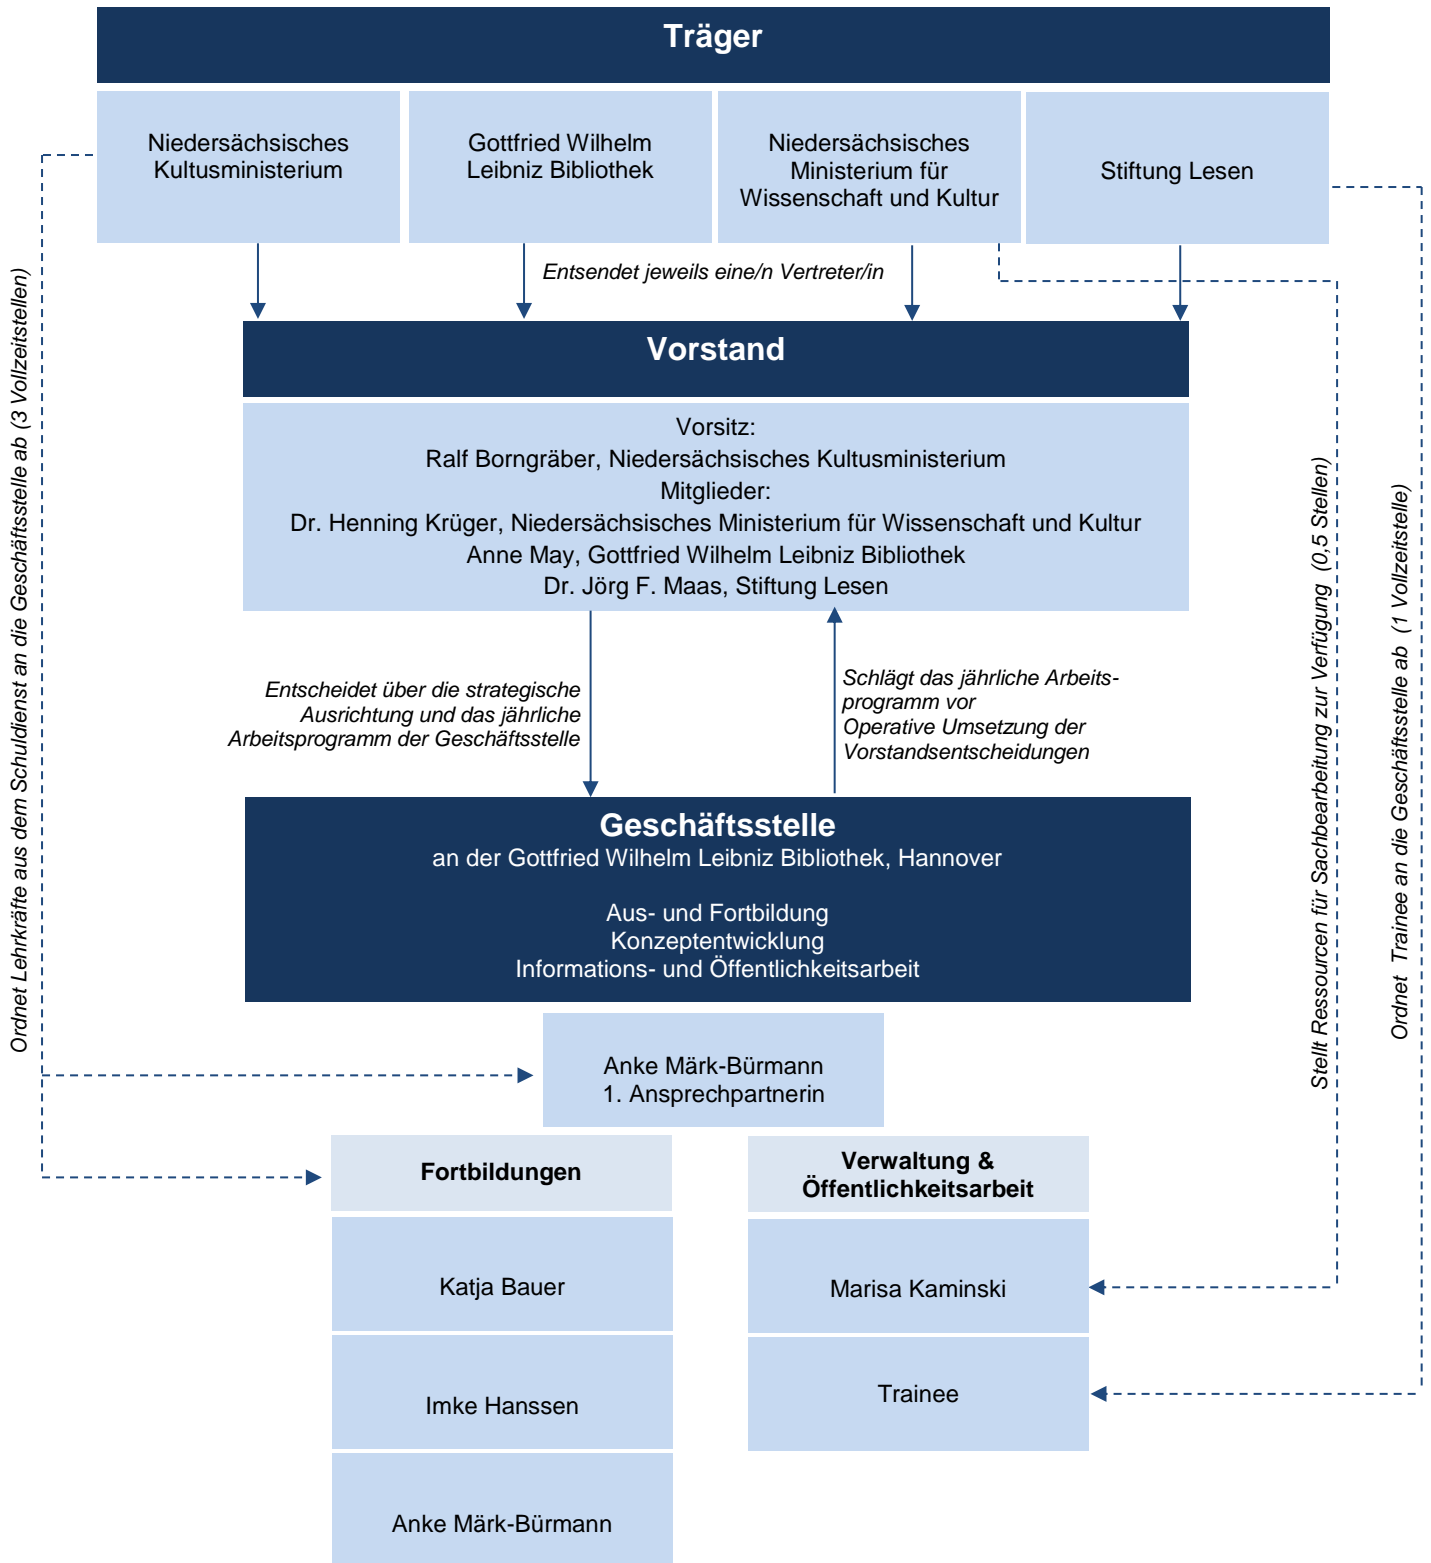 Träger
Niedersächsisches
Kultusministerium
Gottfried Wilhelm
Leibniz Bibliothek
Niedersächsisches
Ministerium für
Wissenschaft und Kultur
Stiftung Lesen
Entsendet jeweils eine/n Vertreter/in
Vorstand
Vorsitz:
Ralf Borngräber, Niedersächsisches Kultusministerium
Mitglieder:
Dr. Henning Krüger, Niedersächsisches Ministerium für Wissenschaft und Kultur
Anne May, Gottfried Wilhelm Leibniz Bibliothek
Dr. Jörg F. Maas, Stiftung Lesen
Entscheidet über die strategische
Ausrichtung und das jährliche
Arbeitsprogramm der Geschäftsstelle
Schlägt das jährliche Arbeits-
programm vor
Operative Umsetzung der
Vorstandsentscheidungen
Geschäftsstelle
an der Gottfried Wilhelm Leibniz Bibliothek, Hannover
Aus- und Fortbildung
Konzeptentwicklung
Informations- und Öffentlichkeitsarbeit
Anke Märk-Bürmann
1. Ansprechpartnerin
Fortbildungen
Katja Bauer
Imke Hanssen
Anke Märk-Bürmann
Verwaltung &
Öffentlichkeitsarbeit
Marisa Kaminski
Trainee
Ordnet Lehrkräfte aus dem Schuldienst an die Geschäftsstelle ab (3 Vollzeitstellen)
Stellt Ressourcen für Sachbearbeitung zur Verfügung (0,5 Stellen)
Ordnet Trainee an die Geschäftsstelle ab (1 Vollzeitstelle)